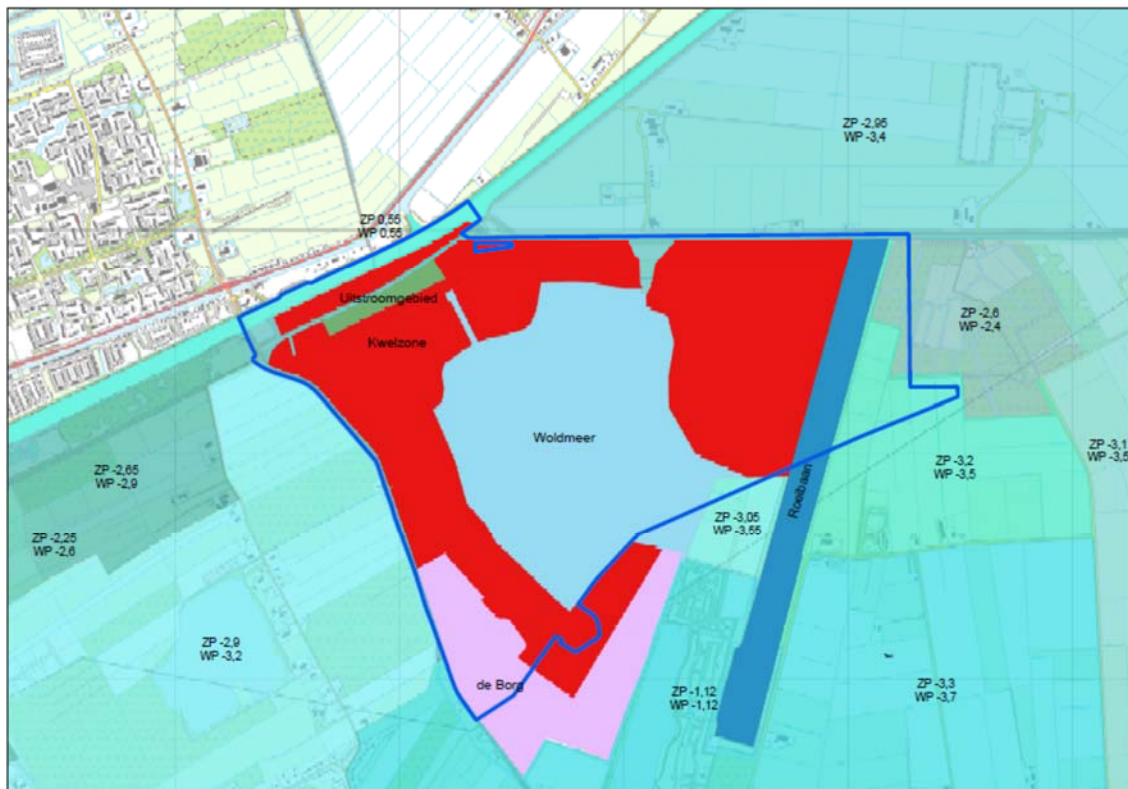 ZP -2,95
WP -3,4
ZP 0,55
WP 0,55
Uitstroomgebied
Kwelzone
ZP -2,6
WP -2,4
Woldmeer
ZP -3,1
WP -3,5
ZP -3,2
WP -3,5
ZP -2,65
WP -2,9
Roeibaan
ZP -3,05
WP -3,55
ZP -2,25
WP -2,6
ZP -2,9
WP -3,2
de Borg
ZP -1,12
WP -1,12
ZP -3,3
WP -3,7